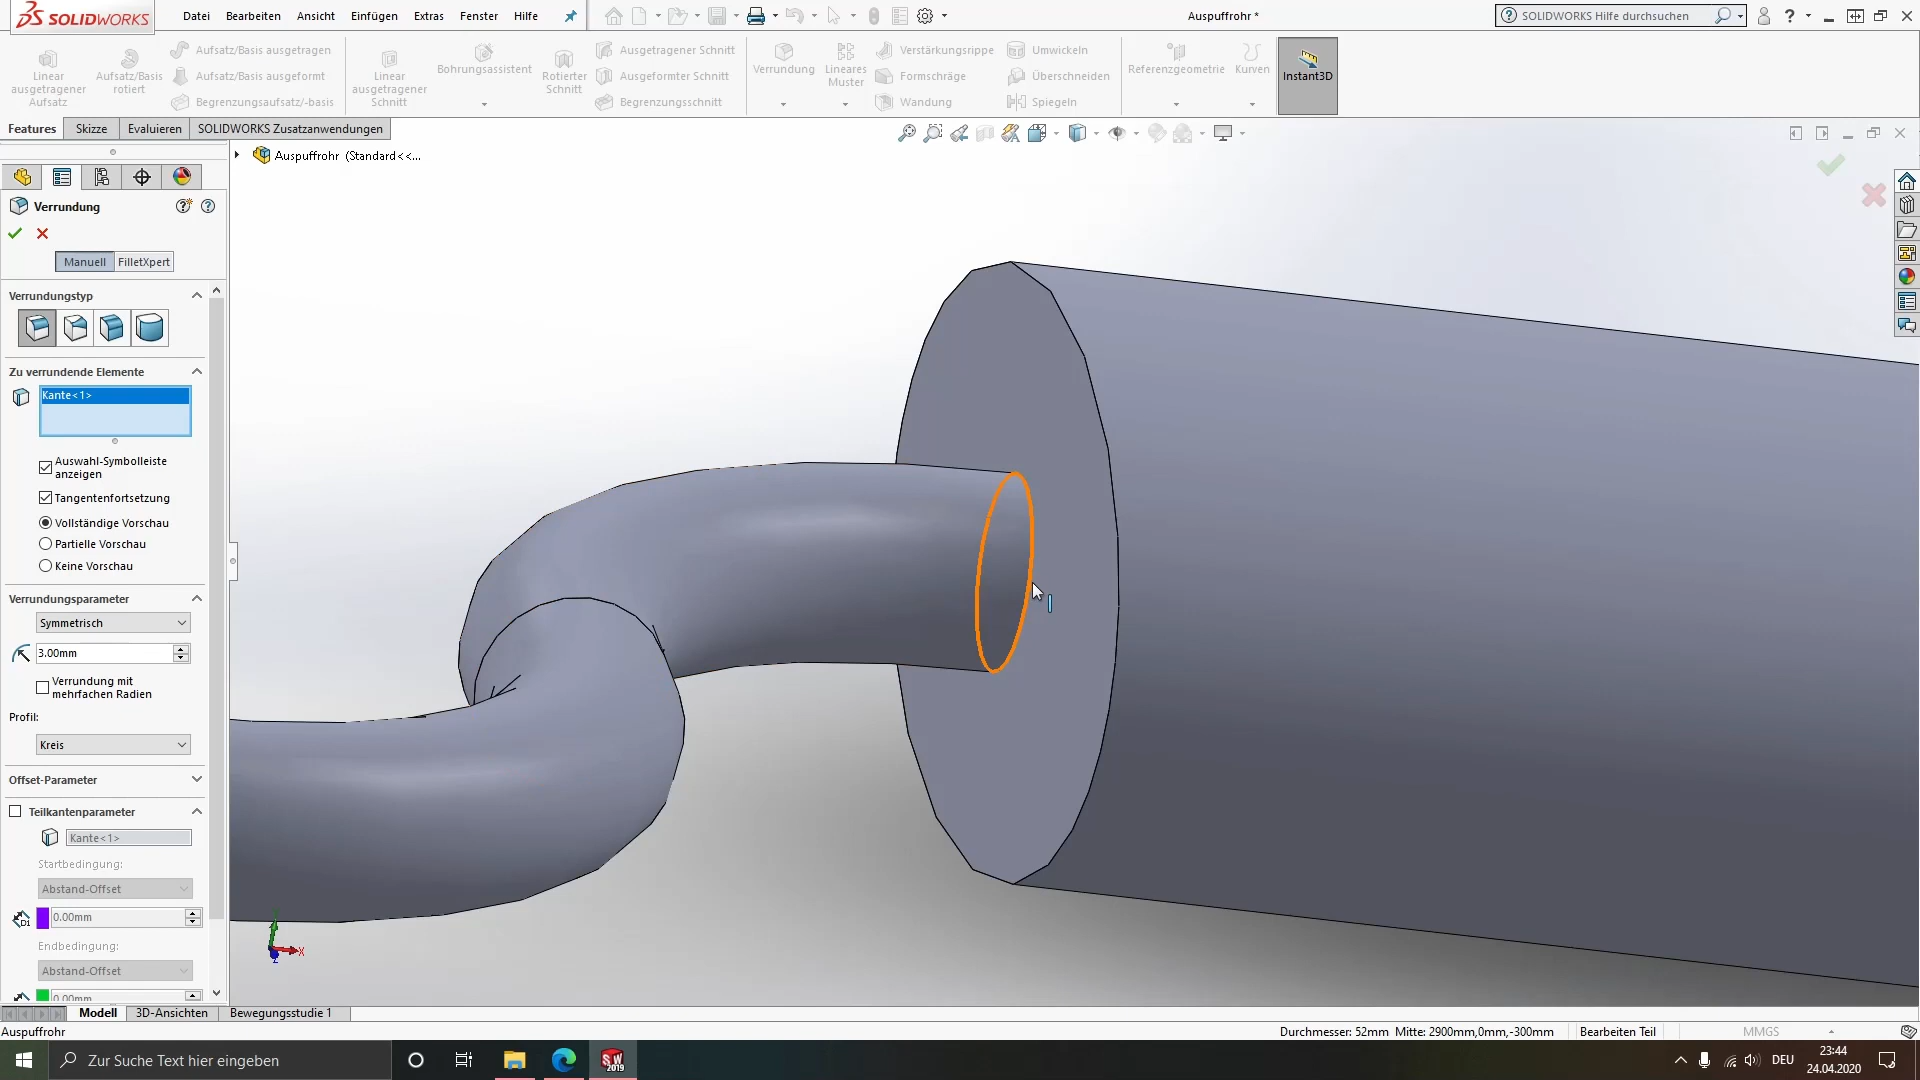 SOLIDWORKS
Datei Bearbeiten Ansicht Einfügen Extras Fenster Hilfe
Auspuffrohr *
SOLIDWORKS Hilfe durchsuchen
Linear ausgetragener Aufsatz
Aufsatz/Basis rotiert
Aufsatz/Basis ausgetragen
Aufsatz/Basis ausgeformt
Begrenzungsaufsatz/-basis
Linear ausgetragener Schnitt
Bohrungsassistent
Rotierter Schnitt
Ausgetragener Schnitt
Ausgeformter Schnitt
Begrenzungsschnitt
Verrundung
Lineares Muster
Verstärkungsrippe
Formschräge
Wandung
Umwickeln
Überschneiden
Spiegeln
Referenzgeometrie
Kurven
Instant3D
Features Skizze Evaluieren SOLIDWORKS Zusatzanwendungen
Auspuffrohr (Standard<<...
Verrundung
Manuell FilletXpert
Verrundungstyp
Zu verrundende Elemente
Kante<1>
Auswahl-Symbolleiste
anzeigen
Tangentenfortsetzung
Vollständige Vorschau
Partielle Vorschau
Keine Vorschau
Verrundungsparameter
Symmetrisch
3.00mm
Verrundung mit
mehrfachen Radien
Profil:
Kreis
Offset-Parameter
Teilkantenparameter
Kante<1>
Startbedingung:
Abstand-Offset
0.00mm
Endbedingung:
Abstand-Offset
0.00mm
Y
X
Z
Modell 3D-Ansichten Bewegungsstudie 1
Auspuffrohr
Durchmesser: 52mm Mitte: 2900mm,0mm,-300mm
Bearbeiten Teil
MMGS
Zur Suche Text hier eingeben
SW
2019
DEU
23:44
24.04.2020